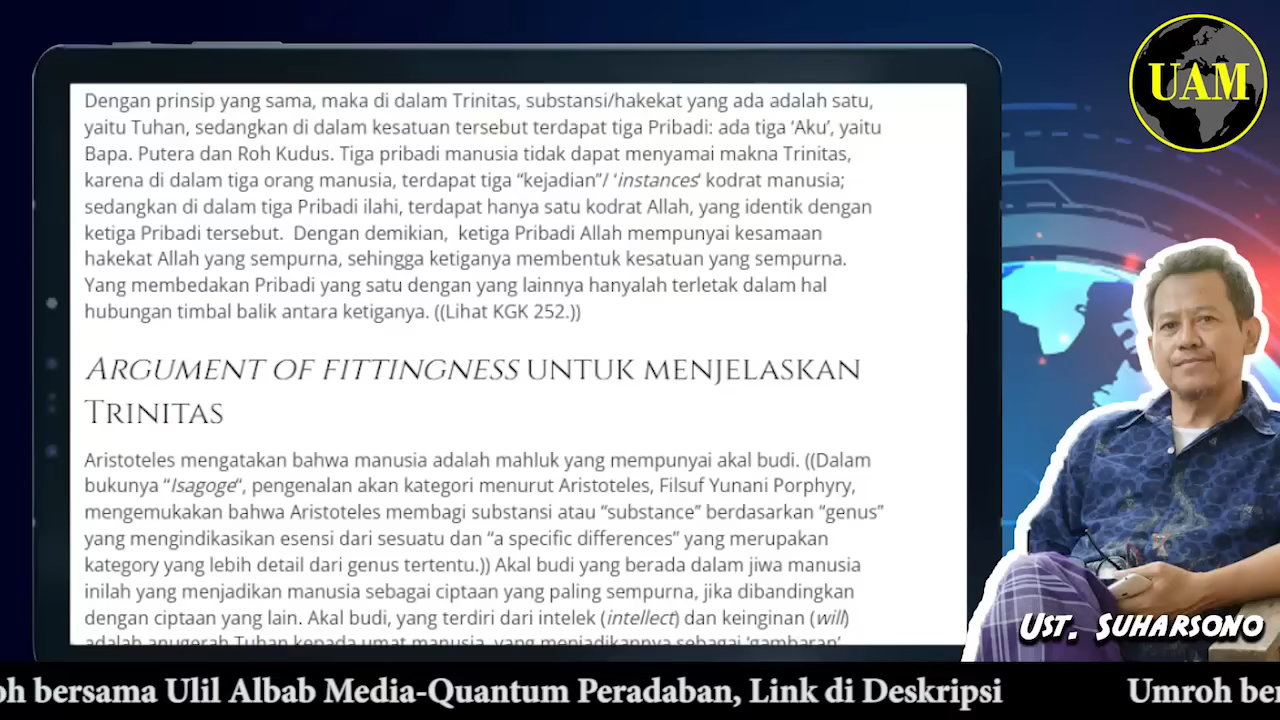 Dengan prinsip yang sama, maka di dalam Trinitas, substansi/hakekat yang ada adalah satu,
yaitu Tuhan, sedangkan di dalam kesatuan tersebut terdapat tiga Pribadi: ada tiga ‘Aku’, yaitu
Bapa. Putera dan Roh Kudus. Tiga pribadi manusia tidak dapat menyamai makna Trinitas,
karena di dalam tiga orang manusia, terdapat tiga “kejadian”/ ‘instances‘ kodrat manusia;
sedangkan di dalam tiga Pribadi ilahi, terdapat hanya satu kodrat Allah, yang identik dengan
ketiga Pribadi tersebut.  Dengan demikian,  ketiga Pribadi Allah mempunyai kesamaan
hakekat Allah yang sempurna, sehingga ketiganya membentuk kesatuan yang sempurna.
Yang membedakan Pribadi yang satu dengan yang lainnya hanyalah terletak dalam hal
hubungan timbal balik antara ketiganya. ((Lihat KGK 252.))
ARGUMENT OF FITTINGNESS UNTUK MENJELASKAN
TRINITAS
Aristoteles mengatakan bahwa manusia adalah mahluk yang mempunyai akal budi. ((Dalam
bukunya “Isagoge“, pengenalan akan kategori menurut Aristoteles, Filsuf Yunani Porphyry,
mengemukakan bahwa Aristoteles membagi substansi atau “substance” berdasarkan “genus”
yang mengindikasikan esensi dari sesuatu dan “a specific differences” yang merupakan
kategory yang lebih detail dari genus tertentu.)) Akal budi yang berada dalam jiwa manusia
inilah yang menjadikan manusia sebagai ciptaan yang paling sempurna, jika dibandingkan
dengan ciptaan yang lain. Akal budi, yang terdiri dari intelek (intellect) dan keinginan (will)
adalah anugerah Tuhan kepada umat manusia, yang menjadikannya sebagai ‘gambaran’
UAM
UST. SUHARSONO
oh bersama Ulil Albab Media-Quantum Peradaban, Link di Deskripsi
Umroh ber